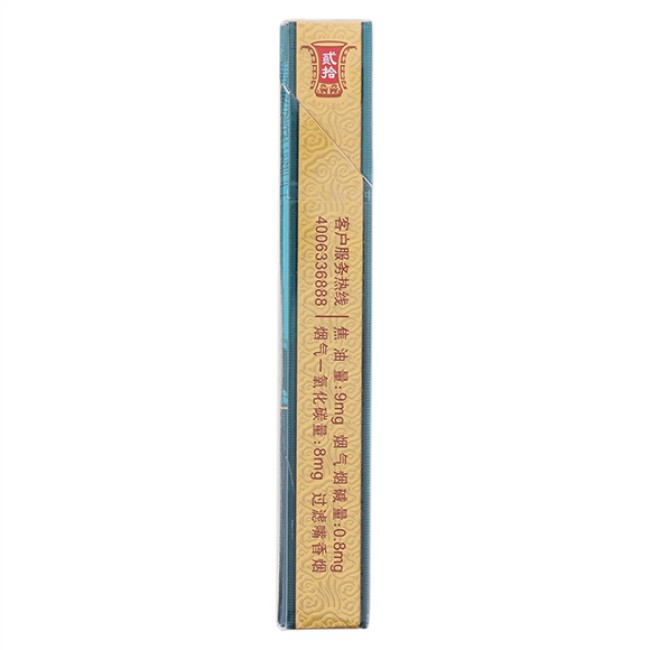 贰拾
客户服务热线
4006336888
焦油量:9mg 烟气烟碱量:0.8mg
烟气一氧化碳量:8mg 过滤嘴香烟